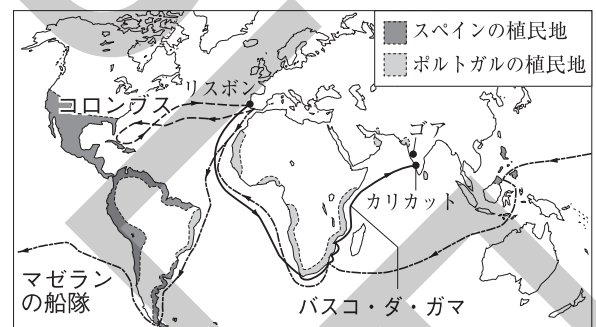 スペインの植民地
ポルトガルの植民地
リスボン
コロンブス
ゴア
カリカット
マゼラン
の船隊
バスコ・ダ・ガマ